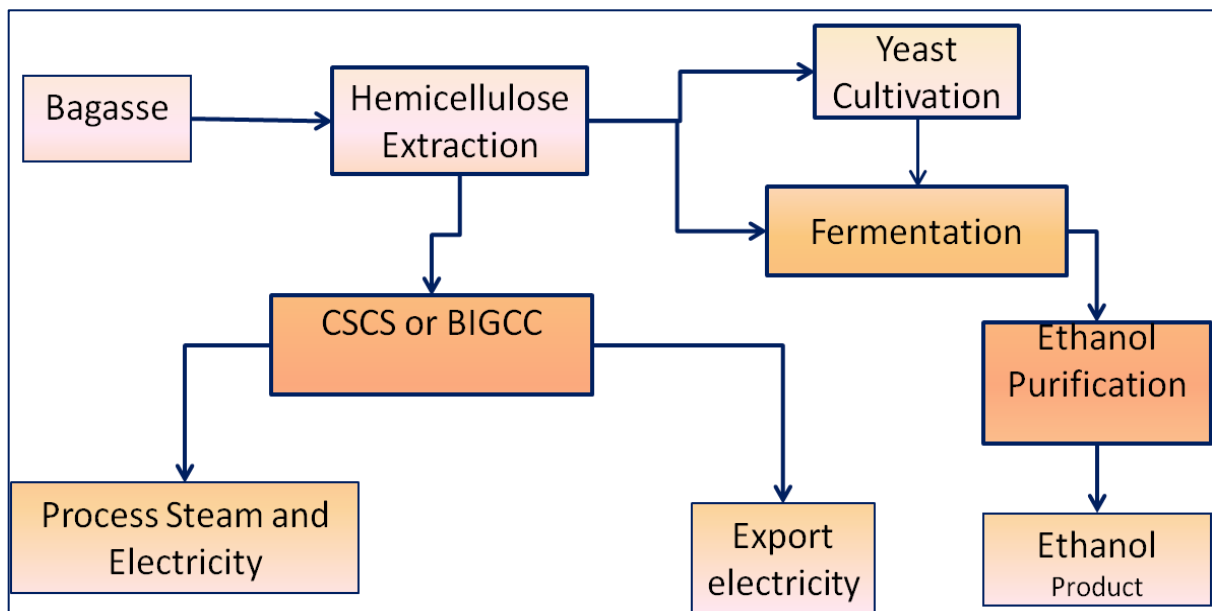 Bagasse
Hemicellulose
Extraction
Yeast
Cultivation
Fermentation
CSCS or BIGCC
Ethanol
Purification
Process Steam and
Electricity
Export
electricity
Ethanol
Product